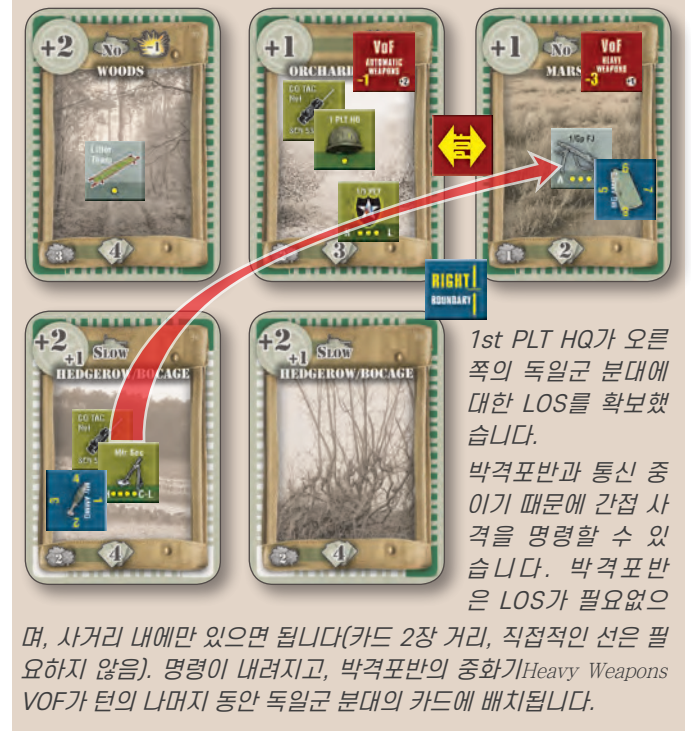 +2 No -1
WOODS
Litter
Team
3 4
+1
ORCHARD
VoF
AUTOMATIC
WEAPONS
-1
CO TAC
Net
1 PLT HQ
3
+1 No
MARS
VoF
HEAVY
WEAPONS
-3
A
1 2
RIGHT
BOUNDARY
+2 +1 SLOW
HEDGEROW/BOCAGE
CO TAC
Net
Mtr Sec
C-L
2 4
+2 +1 SLOW
HEDGEROW/BOCAGE
2 4
1st PLT HQ가 오른
쪽의 독일군 분대에
대한 LOS를 확보했
습니다.
박격포반과 통신 중
이기 때문에 간접 사
격을 명령할 수 있
습니다. 박격포반
은 LOS가 필요없으
며, 사거리 내에만 있으면 됩니다(카드 2장 거리, 직접적인 선은 필
요하지 않음). 명령이 내려지고, 박격포반의 중화기Heavy Weapons
VOF가 턴의 나머지 동안 독일군 분대의 카드에 배치됩니다.